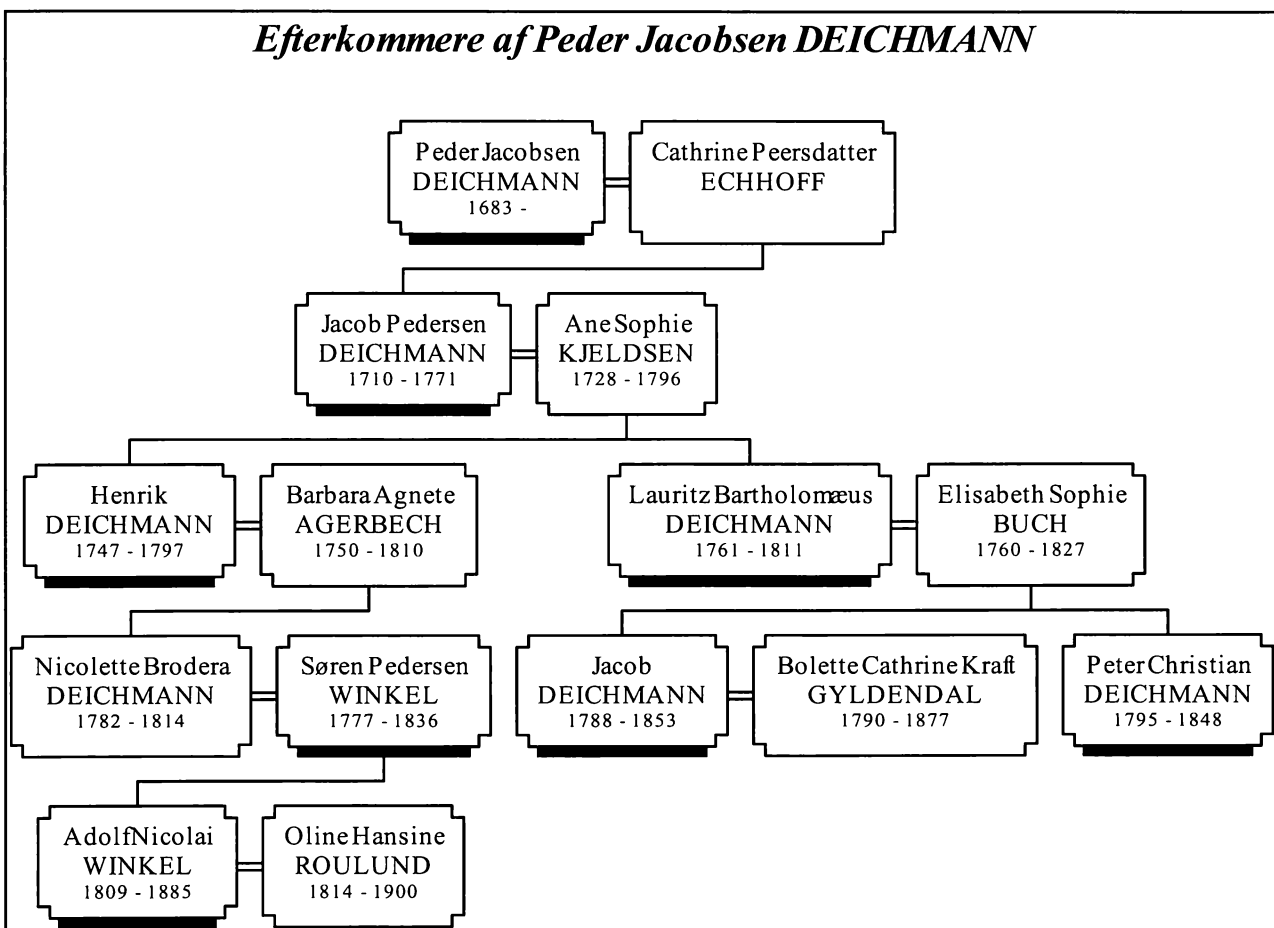 Efterkommere af Peder Jacobsen DEICHMANN
Peder Jacobsen
DEICHMANN
1683 -
Cathrine Peersdatter
ECHHOFF
Jacob Pedersen
DEICHMANN
1710 - 1771
Ane Sophie
KJELDSEN
1728 - 1796
Henrik
DEICHMANN
1747 - 1797
Barbara Agnete
AGERBECH
1750 - 1810
Lauritz Bartholomæus
DEICHMANN
1761 - 1811
Elisabeth Sophie
BUCH
1760 - 1827
Nicolette Brodera
DEICHMANN
1782 - 1814
Søren Pedersen
WINKEL
1777 - 1836
Jacob
DEICHMANN
1788 - 1853
Bolette Cathrine Kraft
GYLDENDAL
1790 - 1877
Peter Christian
DEICHMANN
1795 - 1848
Adolf Nicolai
WINKEL
1809 - 1885
Oline Hansine
ROULUND
1814 - 1900